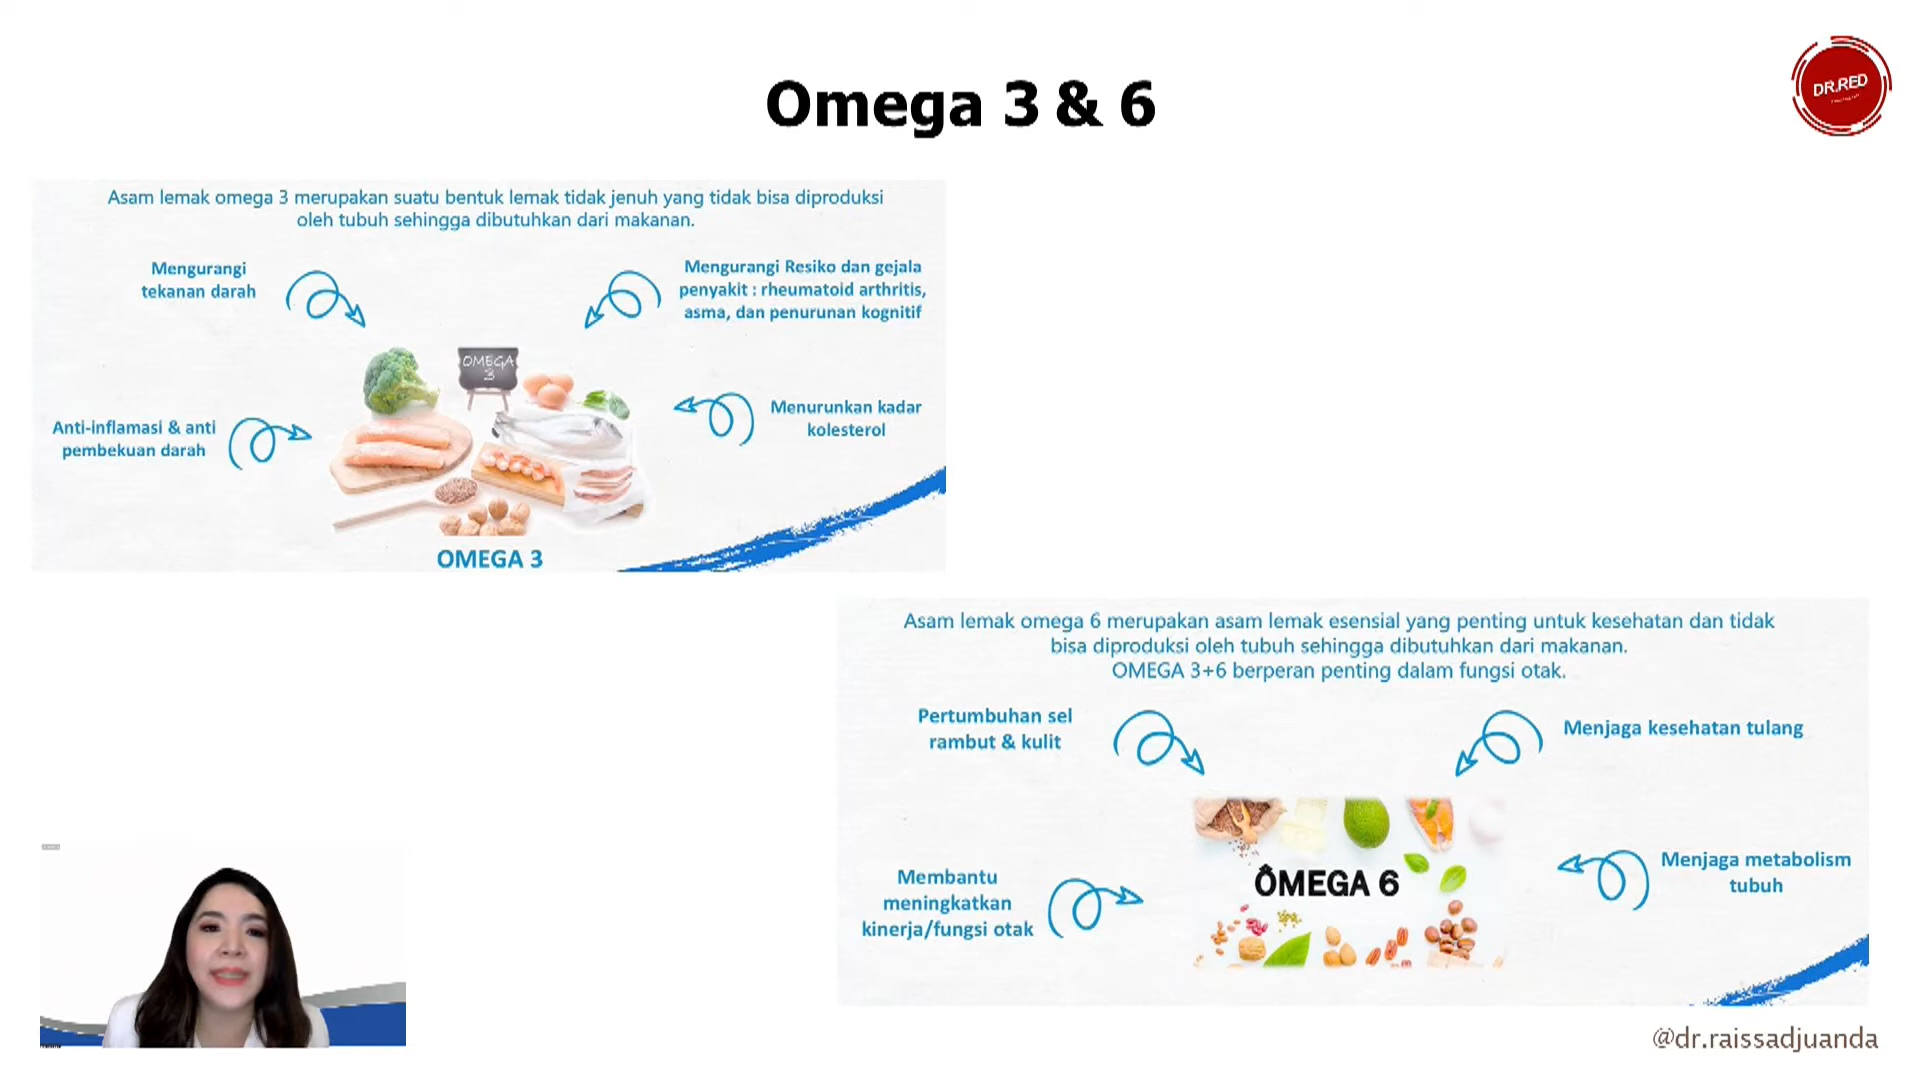 Omega 3 & 6
DR.RED
Asam lemak omega 3 merupakan suatu bentuk lemak tidak jenuh yang tidak bisa diproduksi
oleh tubuh sehingga dibutuhkan dari makanan.
Mengurangi
tekanan darah
Mengurangi Resiko dan gejala
penyakit : rheumatoid arthritis,
asma, dan penurunan kognitif
OMEGA
3
Anti-inflamasi & anti
pembekuan darah
Menurunkan kadar
kolesterol
OMEGA 3
Asam lemak omega 6 merupakan asam lemak esensial yang penting untuk kesehatan dan tidak
bisa diproduksi oleh tubuh sehingga dibutuhkan dari makanan.
OMEGA 3+6 berperan penting dalam fungsi otak.
Pertumbuhan sel
rambut & kulit
Menjaga kesehatan tulang
Membantu
meningkatkan
kinerja/fungsi otak
ÔMEGA 6
Menjaga metabolism
tubuh
@dr.raissadjuanda